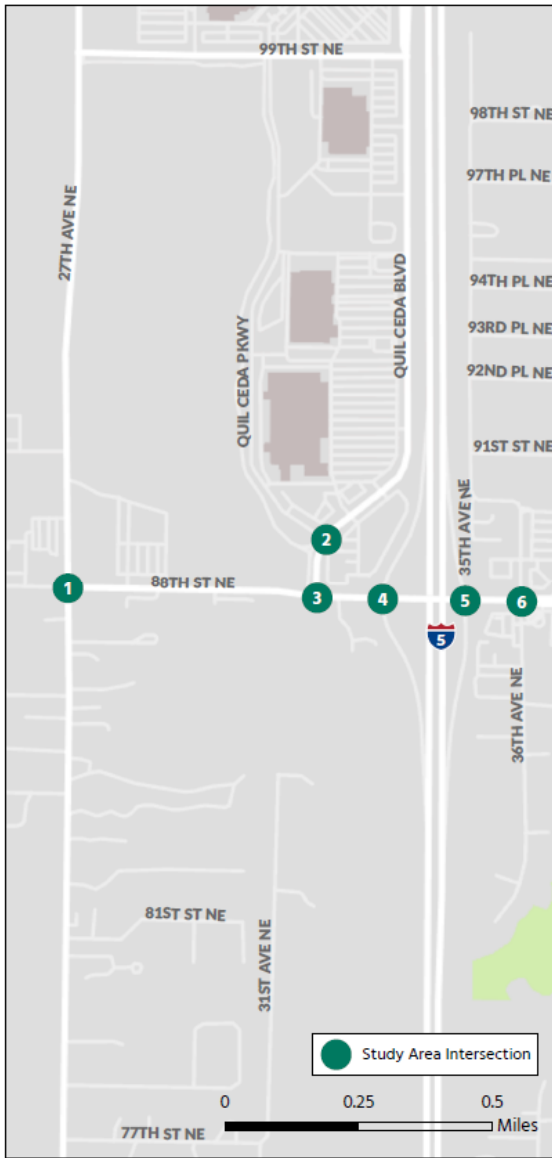 99TH ST NE
98TH ST NE
97TH PL NE
27TH AVE NE
94TH PL NE
QUIL CEDA BLVD
93RD PL NE
QUIL CEDA PKWY
92ND PL NE
91ST ST NE
35TH AVE NE
2
1
88TH ST NE
3
4
5
6
5
36TH AVE NE
81ST ST NE
31ST AVE NE
Study Area Intersection
0 0.25 0.5
Miles
77TH ST NE